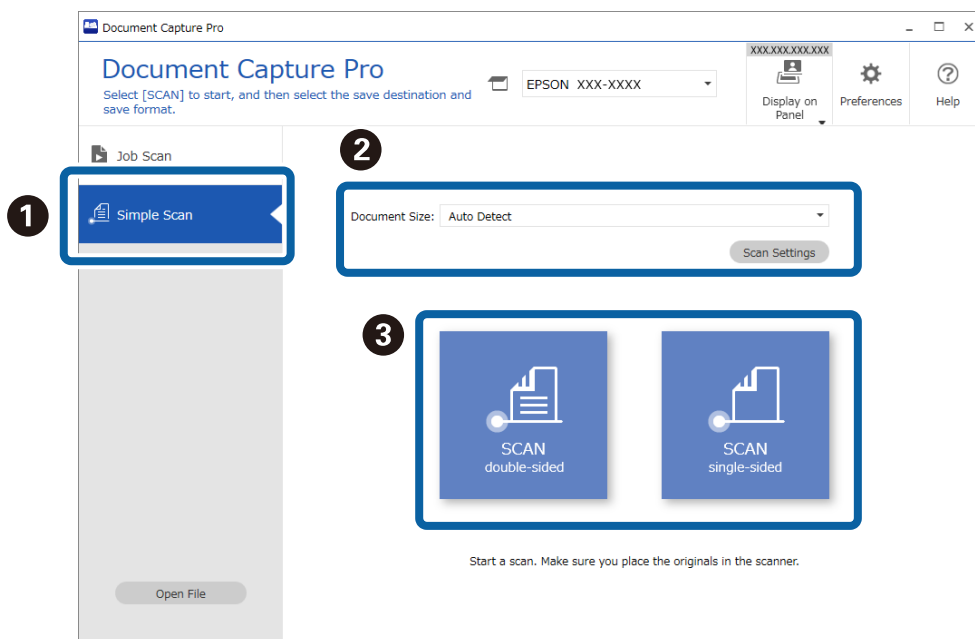 Document Capture Pro
Document Capture Pro
Select [SCAN] to start, and then select the save destination and
save format.
EPSON XXX-XXXX
XXX.XXX.XXX.XXX
Display on
Panel
Preferences
Help
Job Scan
2
1
Simple Scan
Document Size: Auto Detect
Scan Settings
3
SCAN
double-sided
SCAN
single-sided
Start a scan. Make sure you place the originals in the scanner.
Open File